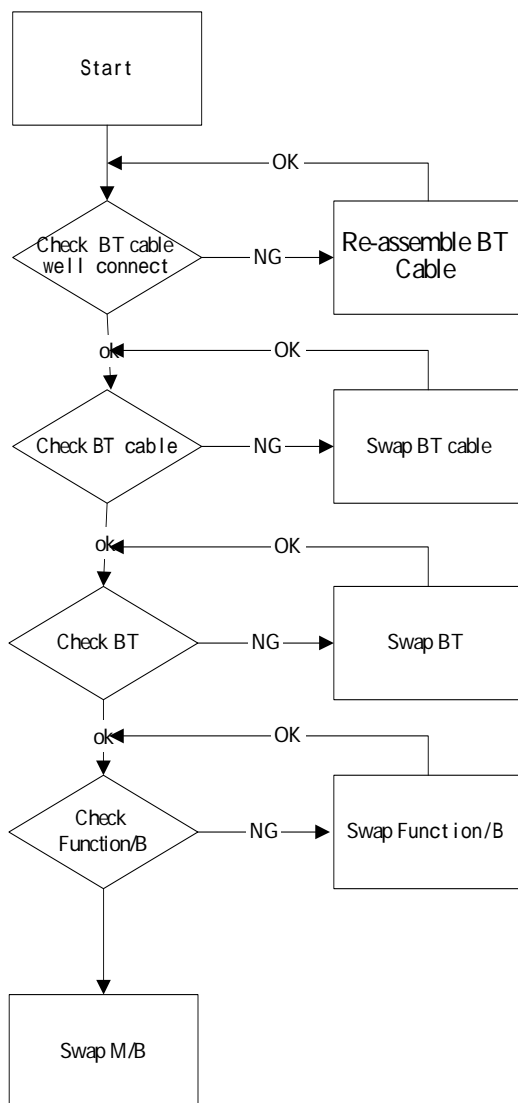 Start
OK
Check BT cable
well connect
NG
Re-assemble BT
Cable
ok
OK
Check BT cable
NG
Swap BT cable
ok
OK
Check BT
NG
Swap BT
ok
OK
Check
Function/B
NG
Swap Function/B
Swap M/B